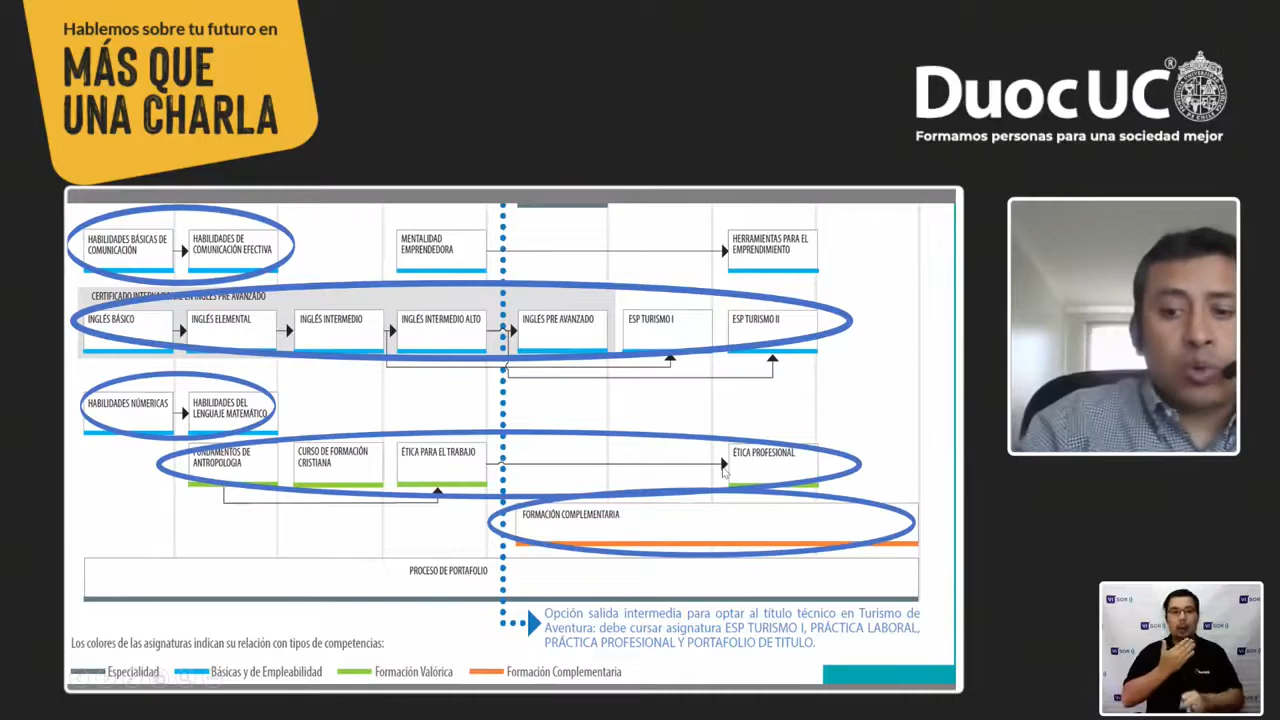 Hablemos sobre tu futuro en
MÁS QUE
UNA CHARLA
DuocUC®
Formamos personas para una sociedad mejor
HABILIDADES BÁSICAS DE
COMUNICACIÓN
HABILIDADES DE
COMUNICACIÓN EFECTIVA
MENTALIDAD
EMPRENDEDORA
HERRAMIENTAS PARA EL
EMPRENDIMIENTO
CERTIFICADO INTERNACIONAL EN INGLÉS PRE AVANZADO
INGLÉS BÁSICO
INGLÉS ELEMENTAL
INGLÉS INTERMEDIO
INGLÉS INTERMEDIO ALTO
INGLÉS PRE AVANZADO
ESP TURISMO I
ESP TURISMO II
HABILIDADES NÚMERICAS
HABILIDADES DEL
LENGUAJE MATEMÁTICO
FUNDAMENTOS DE
ANTROPOLOGIA
CURSO DE FORMACIÓN
CRISTIANA
ÉTICA PARA EL TRABAJO
ÉTICA PROFESIONAL
FORMACIÓN COMPLEMENTARIA
PROCESO DE PORTAFOLIO
Opción salida intermedia para optar al título técnico en Turismo de
Aventura: debe cursar asignatura ESP TURISMO I, PRÁCTICA LABORAL,
PRÁCTICA PROFESIONAL Y PORTAFOLIO DE TITULO.
Los colores de las asignaturas indican su relación con tipos de competencias:
Especialidad
Básicas y de Empleabilidad
Formación Valórica
Formación Complementaria